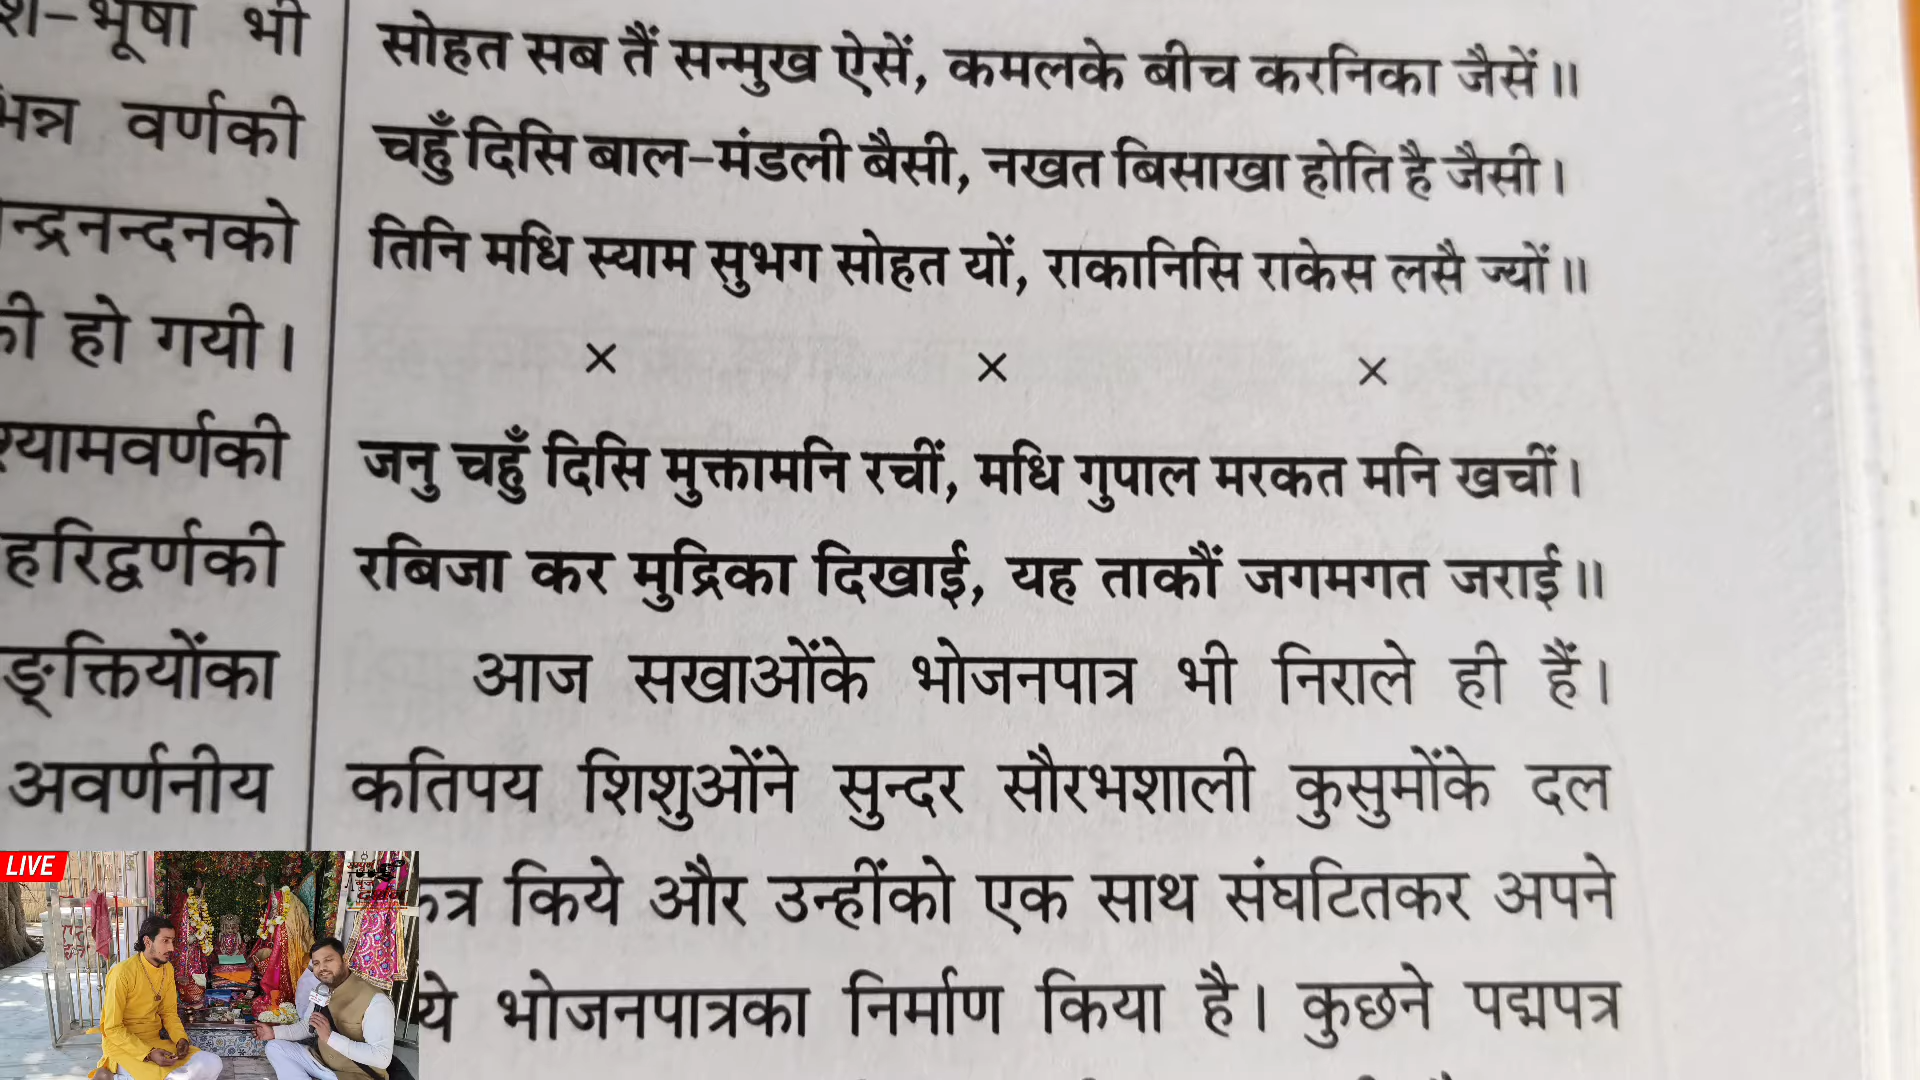 भूषा भी
वर्णकी
न्द्रनन्दनको
हो गयी।
श्यामवर्णकी
हरिद्वर्णकी
ङ्क्तियोंका
अवर्णनीय
सोहत सब तैं सन्मुख ऐसें, कमलके बीच करनिका जैसें॥
चहुँ दिसि बाल-मंडली बैसी, नखत बिसाखा होति है जैसी।
तिनि मधि स्याम सुभग सोहत यों, राकानिसि राकेस लसै ज्यों॥
× × ×
जनु चहुँ दिसि मुक्तामनि रचीं, मधि गुपाल मरकत मनि खचीं।
रबिजा कर मुद्रिका दिखाई, यह ताकौं जगमगत जराई॥
आज सखाओंके भोजनपात्र भी निराले ही हैं।
कतिपय शिशुओंने सुन्दर सौरभशाली कुसुमोंके दल
किये और उन्हींको एक साथ संघटितकर अपने
ये भोजनपात्रका निर्माण किया है। कुछने पद्मपत्र
LIVE